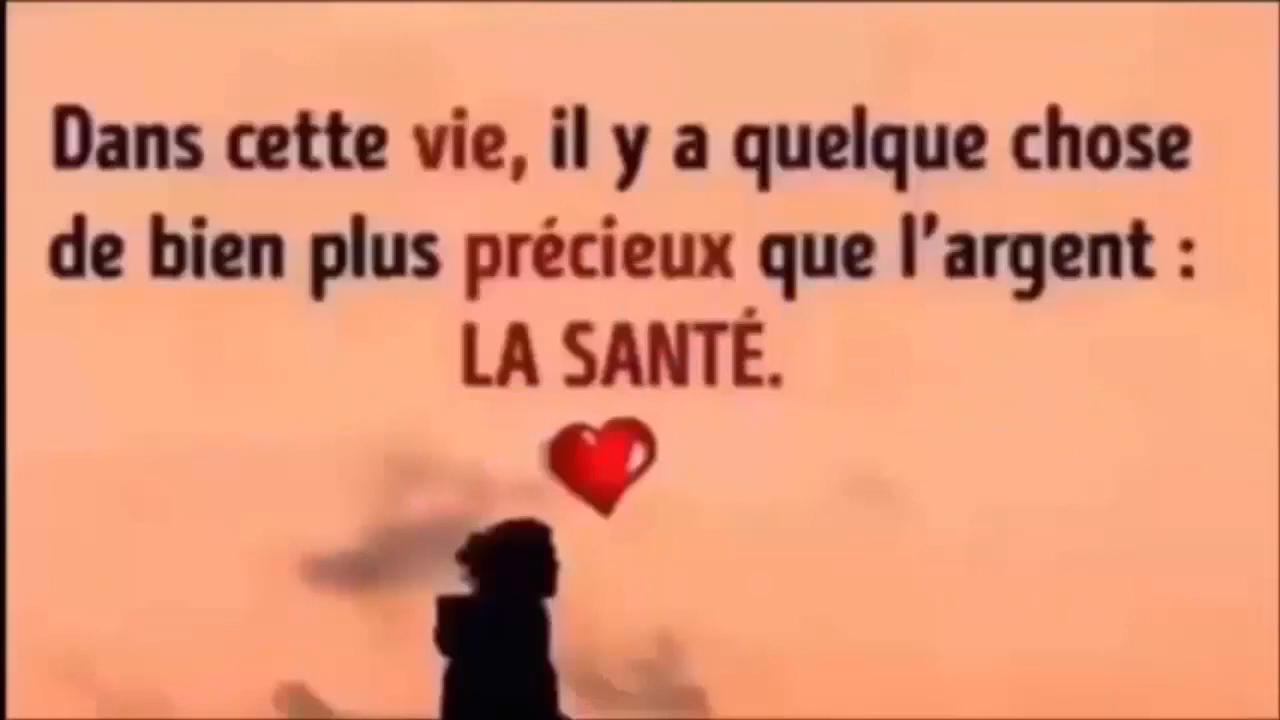 Dans cette vie, il y a quelque chose
de bien plus précieux que l'argent :
LA SANTÉ.